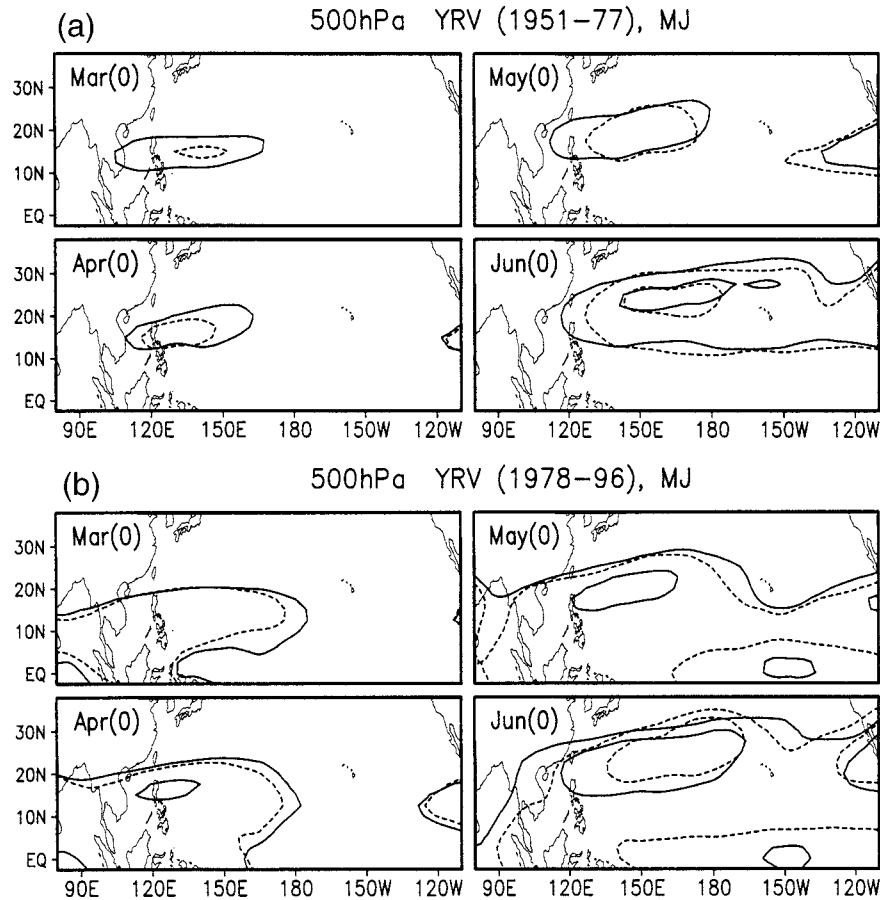 (a) 500hPa YRV (1951-77), MJ
Mar(0) May(0)
30N
20N
10N
EQ
Apr(0) Jun(0)
30N
20N
10N
EQ
90E 120E 150E 180 150W 120W 90E 120E 150E 180 150W 120W
(b) 500hPa YRV (1978-96), MJ
Mar(0) May(0)
30N
20N
10N
EQ
Apr(0) Jun(0)
30N
20N
10N
EQ
90E 120E 150E 180 150W 120W 90E 120E 150E 180 150W 120W